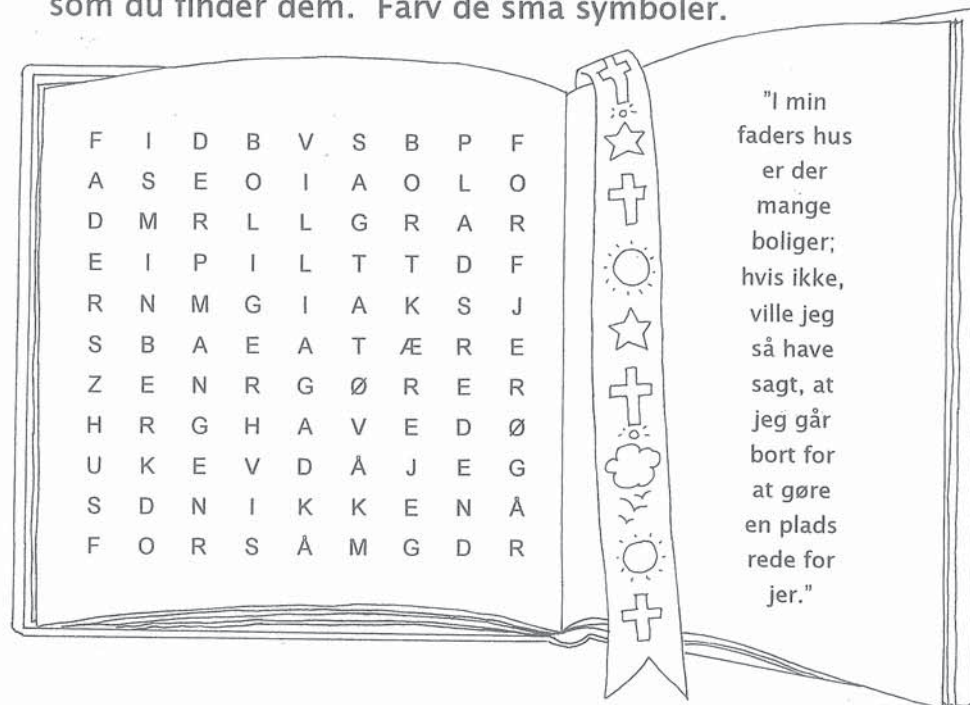 som du finder dem. Farv de små symboler.
F I D B V S B P F
A S E O I A O L O
D M R L L G R A R
E I P I L T T D F
R N M G I A K S J
S B A E A T Æ R E
Z E N R G Ø R E R
H R G H A V E D Ø
U K E V D Å J E G
S D N I K K E N Å
F O R S Å M G D R
"I min
faders hus
er der
mange
boliger;
hvis ikke,
ville jeg
så have
sagt, at
jeg går
bort for
at gøre
en plads
rede for
jer."